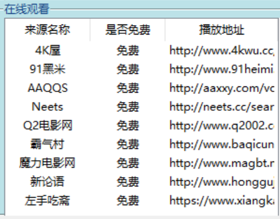 在线观看
来源名称 是否免费 播放地址
4K屋 免费 http://www.4kwu.cc
91黑米 免费 http://www.91heimi
AAQQS 免费 http://aaxxy.com/vc
Neets 免费 http://neets.cc/sear
Q2电影网 免费 http://www.q2002.c
霸气村 免费 http://www.baqicun
魔力电影网 免费 http://www.magbt.r
新论语 免费 http://www.honggu
左手吃斋 免费 https://www.xiangk